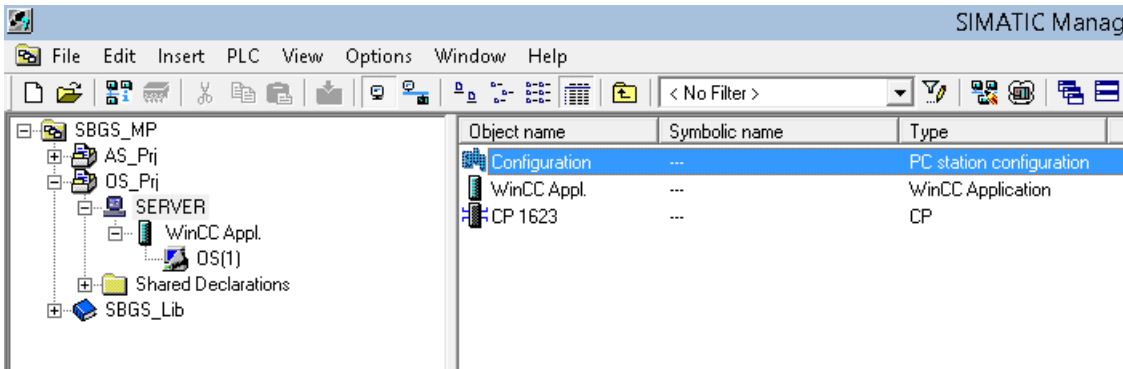 SIMATIC Manag
File Edit Insert PLC View Options Window Help
< No Filter >
SBGS_MP
AS_Prj
OS_Prj
SERVER
WinCC Appl.
OS(1)
Shared Declarations
SBGS_Lib
Object name Symbolic name Type
Configuration --- PC station configuration
WinCC Appl. --- WinCC Application
CP 1623 --- CP